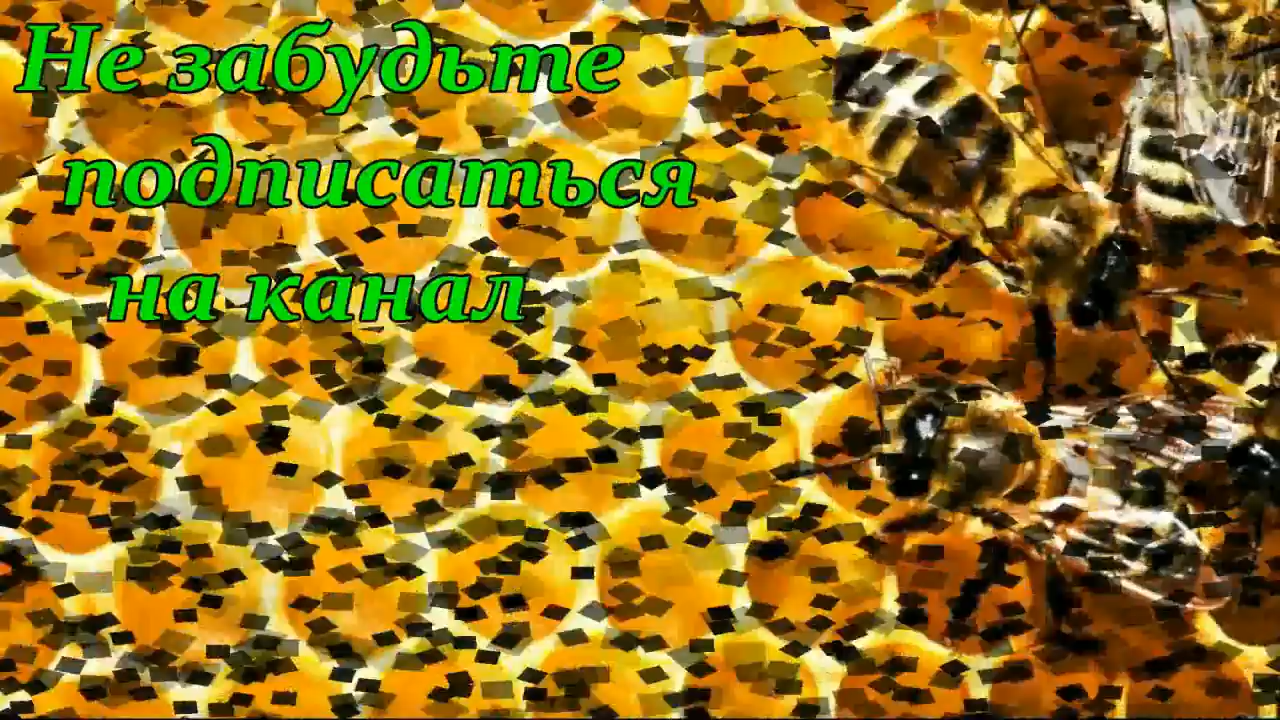 Не забудьте
подписаться
на канал